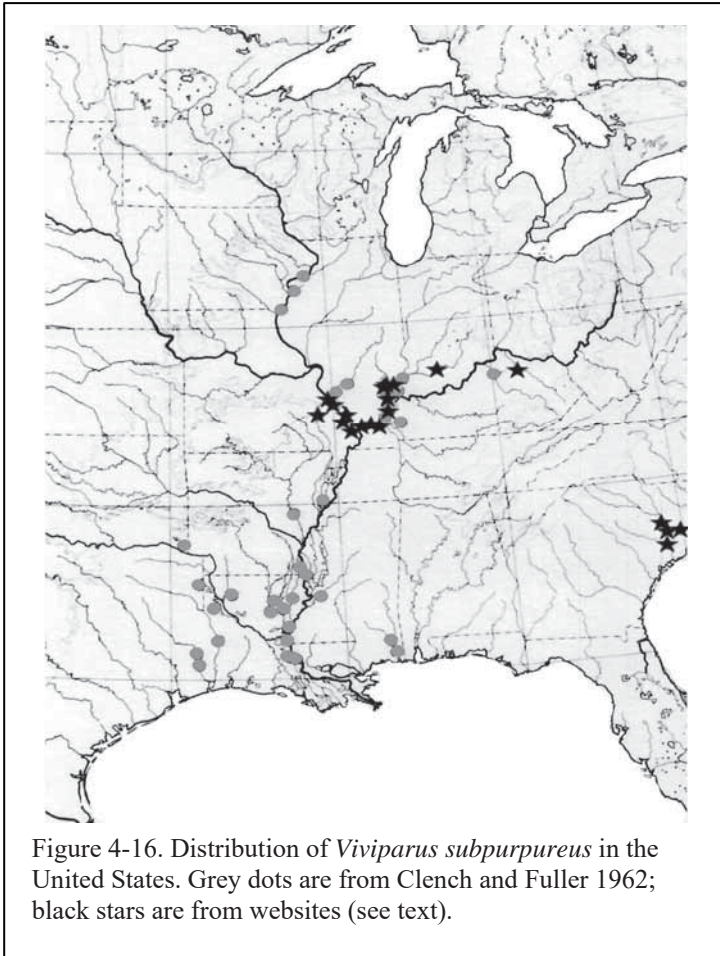 Figure 4-16. Distribution of Viviparus subpurpureus in the
United States. Grey dots are from Clench and Fuller 1962;
black stars are from websites (see text).